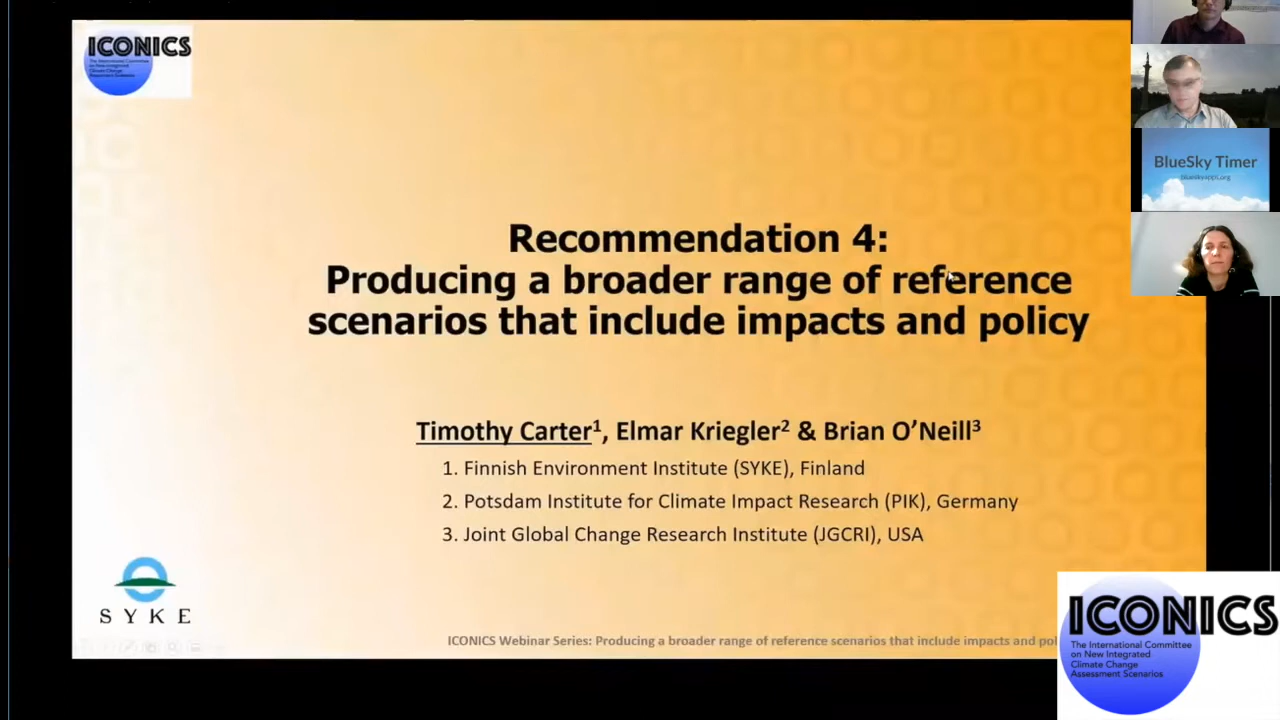 ICONICS
The International Committee
on New Integrated
Climate Change
Assessment Scenarios
BlueSky Timer
blueskyapps.org
Recommendation 4:
Producing a broader range of reference
scenarios that include impacts and policy
Timothy Carter1, Elmar Kriegler2 & Brian O’Neill3
1. Finnish Environment Institute (SYKE), Finland
2. Potsdam Institute for Climate Impact Research (PIK), Germany
3. Joint Global Change Research Institute (JGCRI), USA
SYKE
ICONICS Webinar Series: Producing a broader range of reference scenarios that include impacts and pol
ICONICS
The International Committee
on New Integrated
Climate Change
Assessment Scenarios